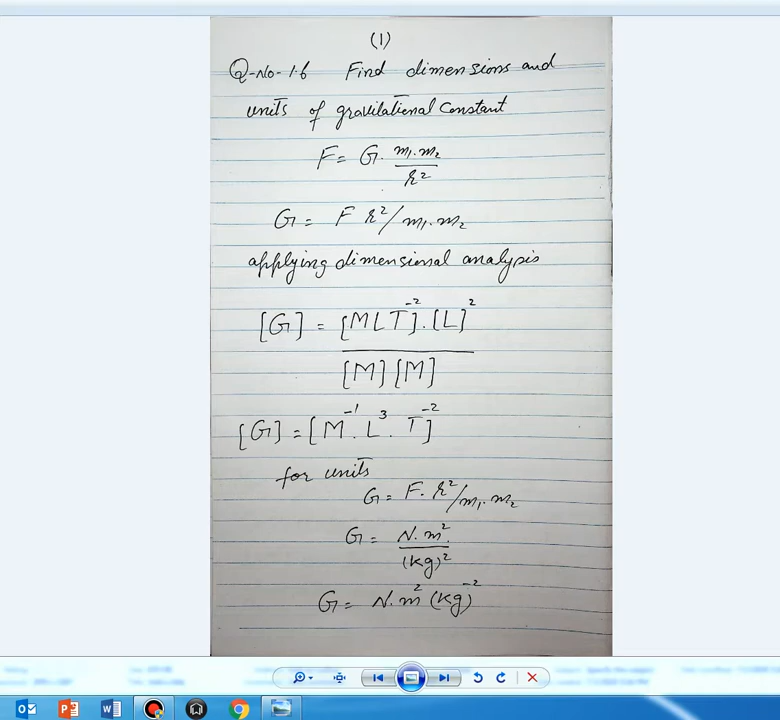 (1)
Q-No-1.6 Find dimensions and
units of gravitational constant
F = G. m₁.m₂ / r²
G = F r²/m₁.m₂
applying dimensional analysis
[G] = [MLT⁻²].[L]² / [M][M]
[G] = [M⁻¹.L³.T⁻²]
for units
G = F.r²/m₁.m₂
G = N.m² / (kg)²
G = N.m² (kg)⁻²